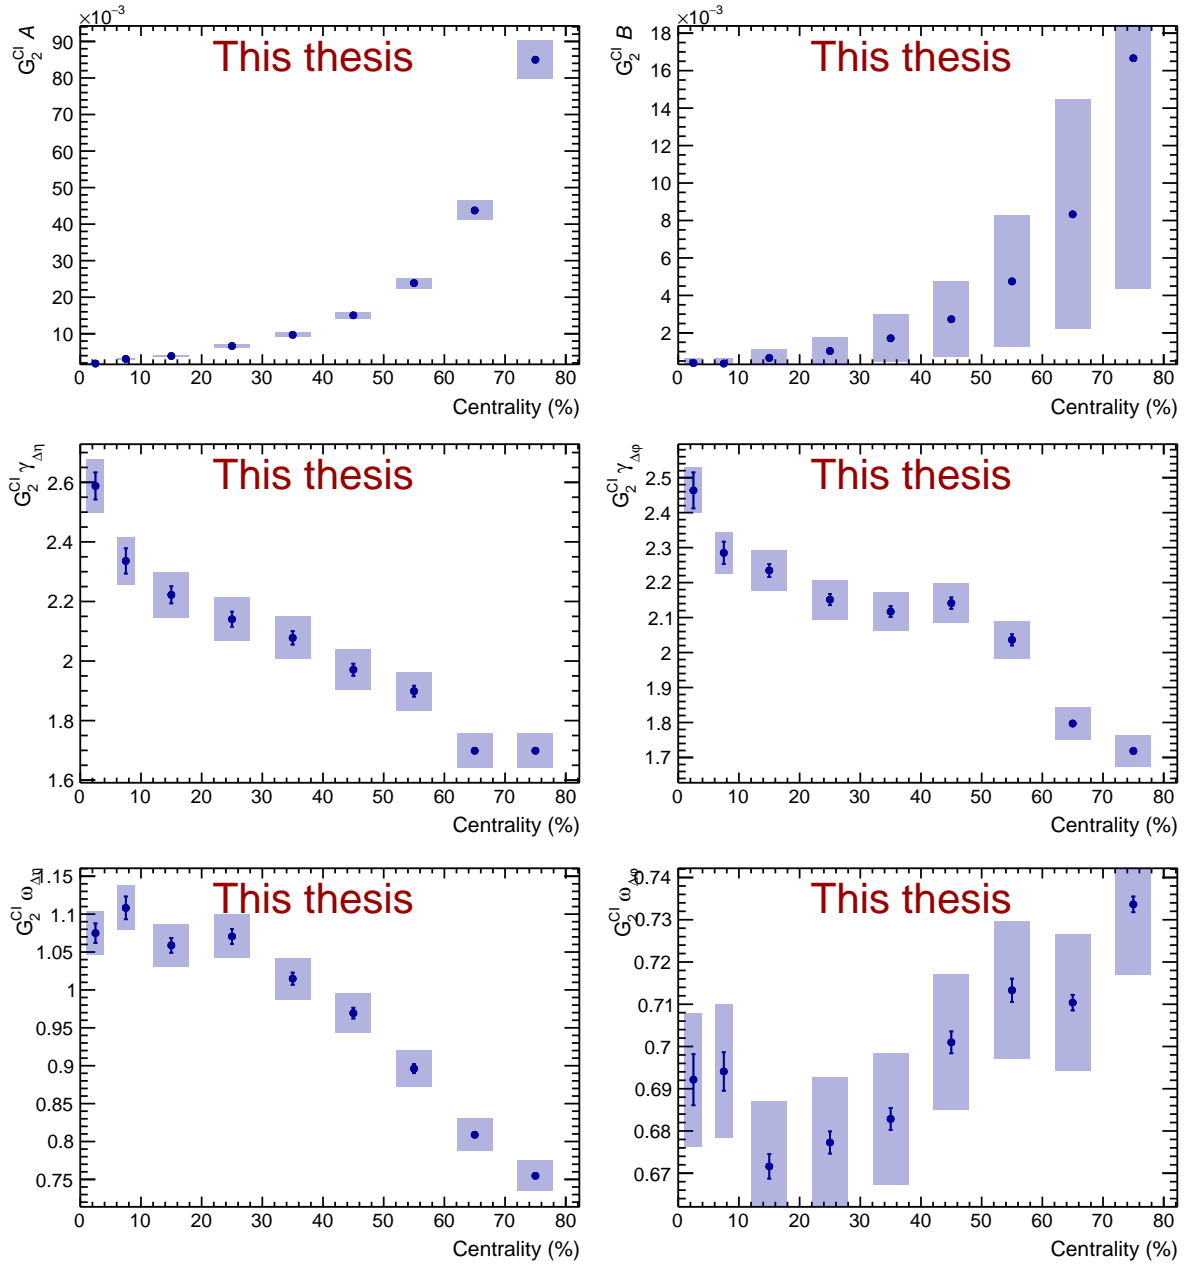 ×10⁻³
G₂^CI A
This thesis
90
80
70
60
50
40
30
20
10
0 10 20 30 40 50 60 70 80
Centrality (%)
×10⁻³
G₂^CI B
This thesis
18
16
14
12
10
8
6
4
2
0 10 20 30 40 50 60 70 80
Centrality (%)
G₂^CI γ_Δη
This thesis
2.6
2.4
2.2
2
1.8
1.6
0 10 20 30 40 50 60 70 80
Centrality (%)
G₂^CI γ_Δφ
This thesis
2.5
2.4
2.3
2.2
2.1
2
1.9
1.8
1.7
0 10 20 30 40 50 60 70 80
Centrality (%)
G₂^CI ω_Δη
This thesis
1.15
1.1
1.05
1
0.95
0.9
0.85
0.8
0.75
0 10 20 30 40 50 60 70 80
Centrality (%)
G₂^CI ω_Δφ
This thesis
0.74
0.73
0.72
0.71
0.7
0.69
0.68
0.67
0 10 20 30 40 50 60 70 80
Centrality (%)